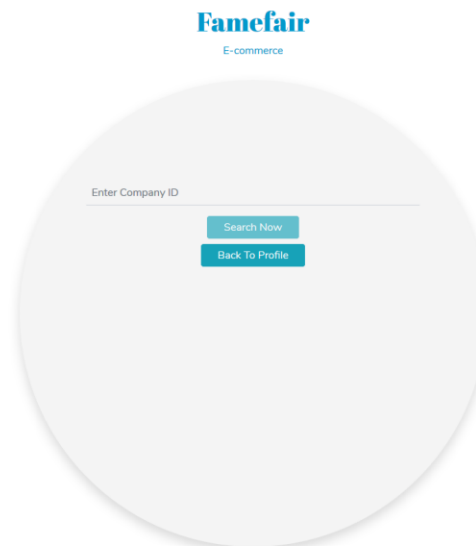 Famefair
E-commerce
Enter Company ID
Search Now
Back To Profile